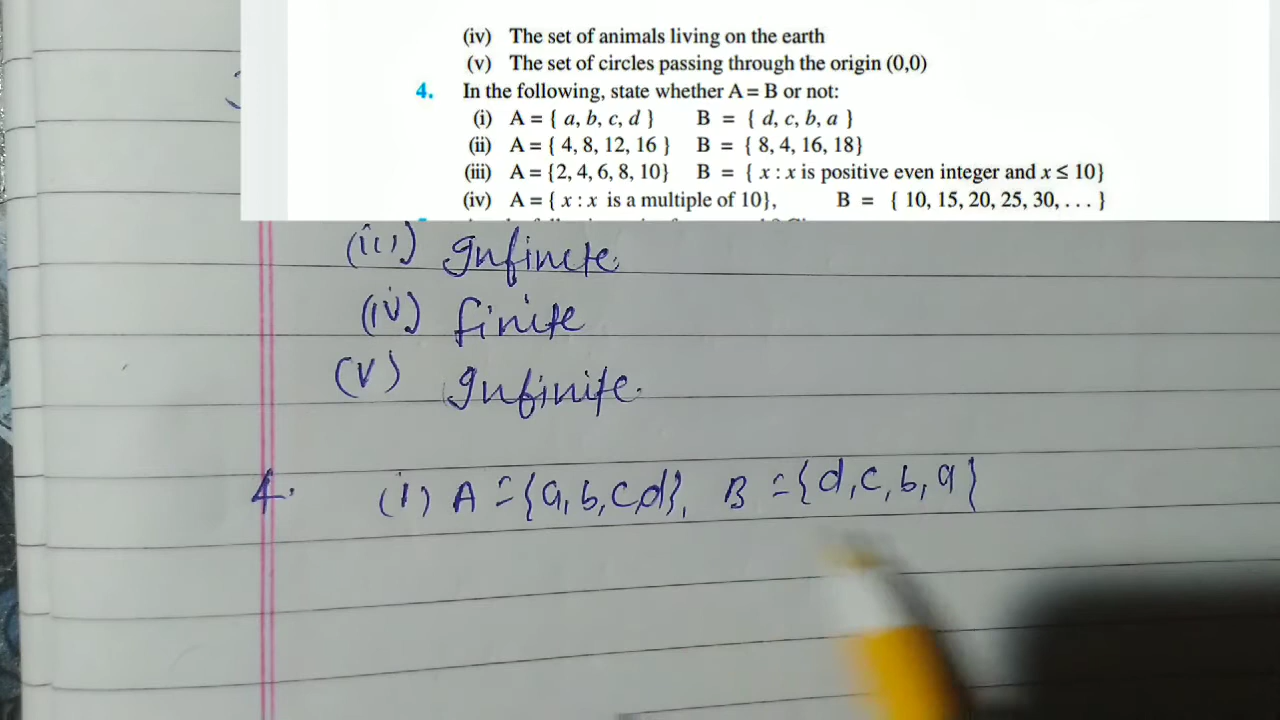 (iv) The set of animals living on the earth
(v) The set of circles passing through the origin (0,0)
4. In the following, state whether A = B or not:
(i) A = { a, b, c, d } B = { d, c, b, a }
(ii) A = { 4, 8, 12, 16 } B = { 8, 4, 16, 18}
(iii) A = {2, 4, 6, 8, 10} B = { x : x is positive even integer and x ≤ 10}
(iv) A = { x : x is a multiple of 10}, B = { 10, 15, 20, 25, 30, . . . }
(iii) Infinite.
(iv) finite
(v) Infinite.
4. (i) A = {a, b, c, d}, B = {d, c, b, a}